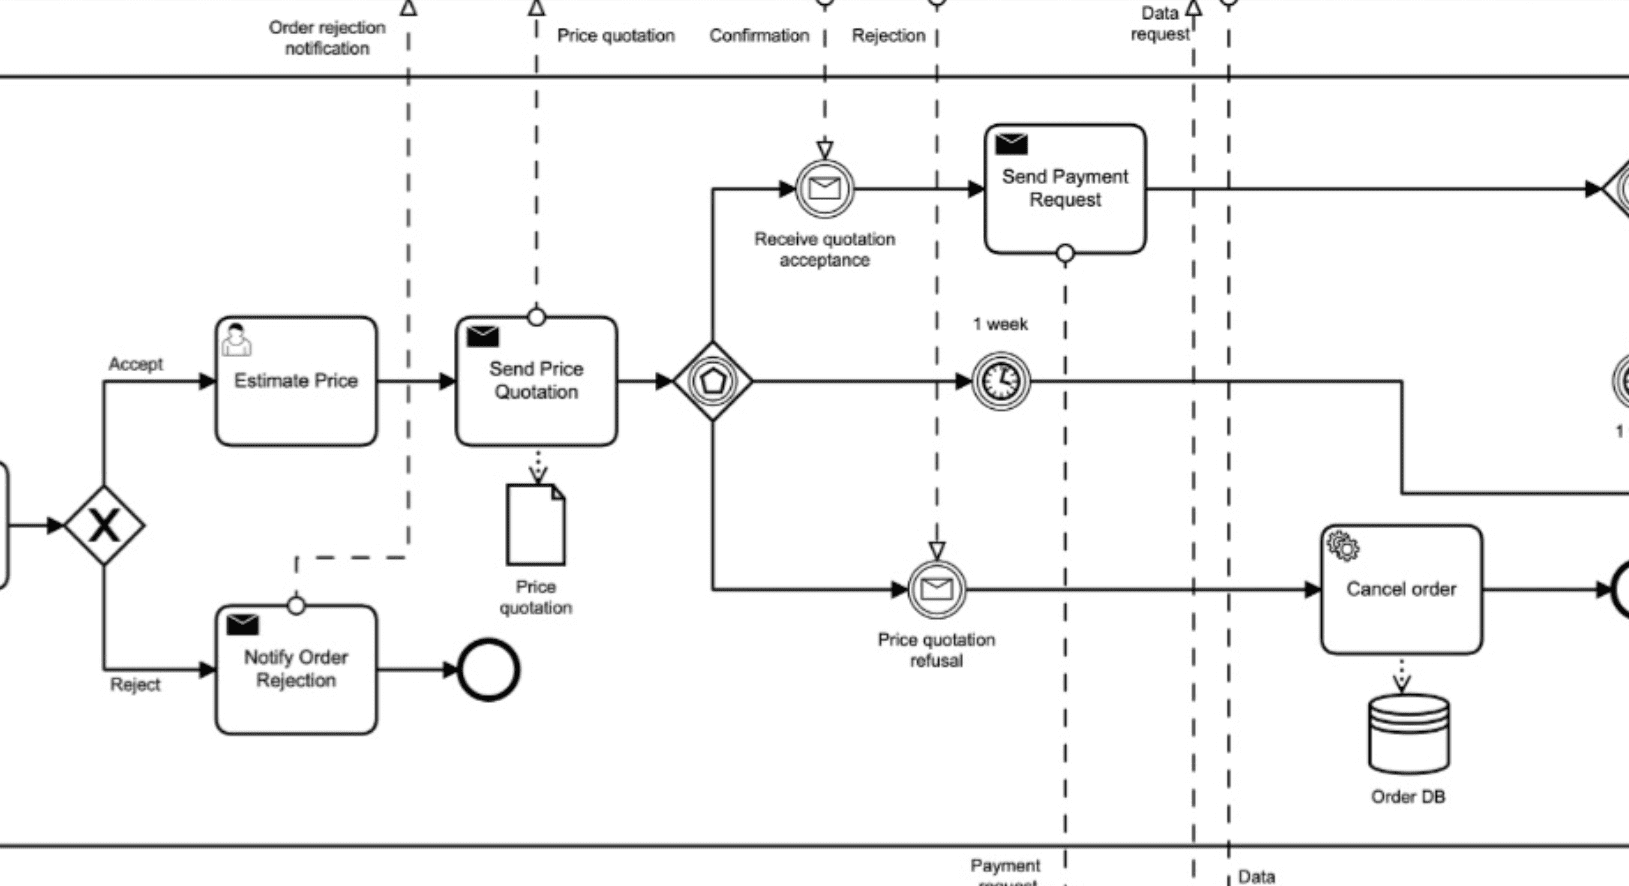 Order rejection
notification
Price quotation
Confirmation
Rejection
Data
request
Send Payment
Request
Receive quotation
acceptance
1 week
Accept
Estimate Price
Send Price
Quotation
1
X
Price
quotation
Cancel order
Price quotation
refusal
Notify Order
Rejection
Reject
Order DB
Payment
request
Data